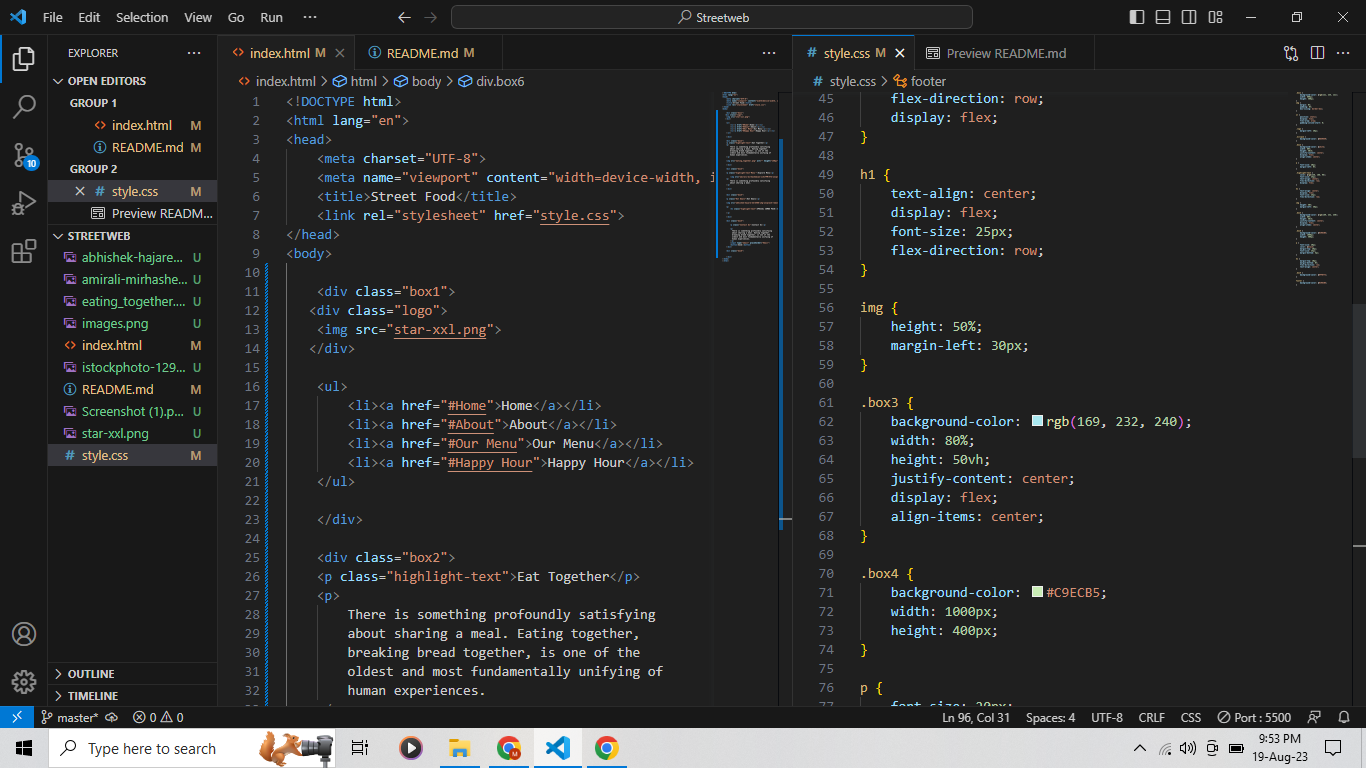 File Edit Selection View Go Run ··· Streetweb
EXPLORER ···
OPEN EDITORS
GROUP 1
index.html M
README.md M
GROUP 2
style.css M
Preview READM...
STREETWEB
abhishek-hajare... U
amirali-mirhashe... U
eating_together.... U
images.png U
index.html M
istockphoto-129... U
README.md M
Screenshot (1).p... U
star-xxl.png U
style.css M
OUTLINE
TIMELINE
10
index.html M README.md M ···
index.html > html > body > div.box6
1 <!DOCTYPE html>
2 <html lang="en">
3 <head>
4 <meta charset="UTF-8">
5 <meta name="viewport" content="width=device-width, i
6 <title>Street Food</title>
7 <link rel="stylesheet" href="style.css">
8 </head>
9 <body>
10
11 <div class="box1">
12 <div class="logo">
13 <img src="star-xxl.png">
14 </div>
15
16 <ul>
17 <li><a href="#Home">Home</a></li>
18 <li><a href="#About">About</a></li>
19 <li><a href="#Our Menu">Our Menu</a></li>
20 <li><a href="#Happy Hour">Happy Hour</a></li>
21 </ul>
22
23 </div>
24
25 <div class="box2">
26 <p class="highlight-text">Eat Together</p>
27 <p>
28 There is something profoundly satisfying
29 about sharing a meal. Eating together,
30 breaking bread together, is one of the
31 oldest and most fundamentally unifying of
32 human experiences.
style.css M Preview README.md ···
style.css > footer
45 flex-direction: row;
46 display: flex;
47 }
48
49 h1 {
50 text-align: center;
51 display: flex;
52 font-size: 25px;
53 flex-direction: row;
54 }
55
56 img {
57 height: 50%;
58 margin-left: 30px;
59 }
60
61 .box3 {
62 background-color: rgb(169, 232, 240);
63 width: 80%;
64 height: 50vh;
65 justify-content: center;
66 display: flex;
67 align-items: center;
68 }
69
70 .box4 {
71 background-color: #C9ECB5;
72 width: 1000px;
73 height: 400px;
74 }
75
76 p {
77 font-size: 20px;
master* 0 0 Ln 96, Col 31 Spaces: 4 UTF-8 CRLF CSS Port : 5500
Type here to search
M
9:53 PM
19-Aug-23